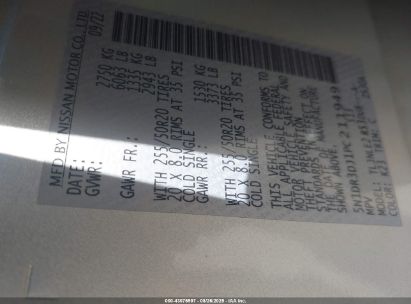 MFD BY NISSAN MOTOR CO., LTD.
DATE: 09/22
GVWR: 2750 KG
6063 LB
GAWR FR.: 1335 KG
2943 LB
WITH 255/50R20 TIRES
20 X 8.0 RIMS AT 35 PSI
COLD SINGLE
GAWR RR.: 1530 KG
3373 LB
WITH 255/50R20 TIRES
20 X 8.0 RIMS AT 35 PSI
COLD SINGLE
THIS VEHICLE CONFORMS TO
ALL APPLICABLE FEDERAL
MOTOR VEHICLE SAFETY AND
THEFT PREVENTION
STANDARDS IN EFFECT ON
THE DATE OF MANUFACTURE
SHOWN ABOVE.
MPV
MODEL:
COLOR: